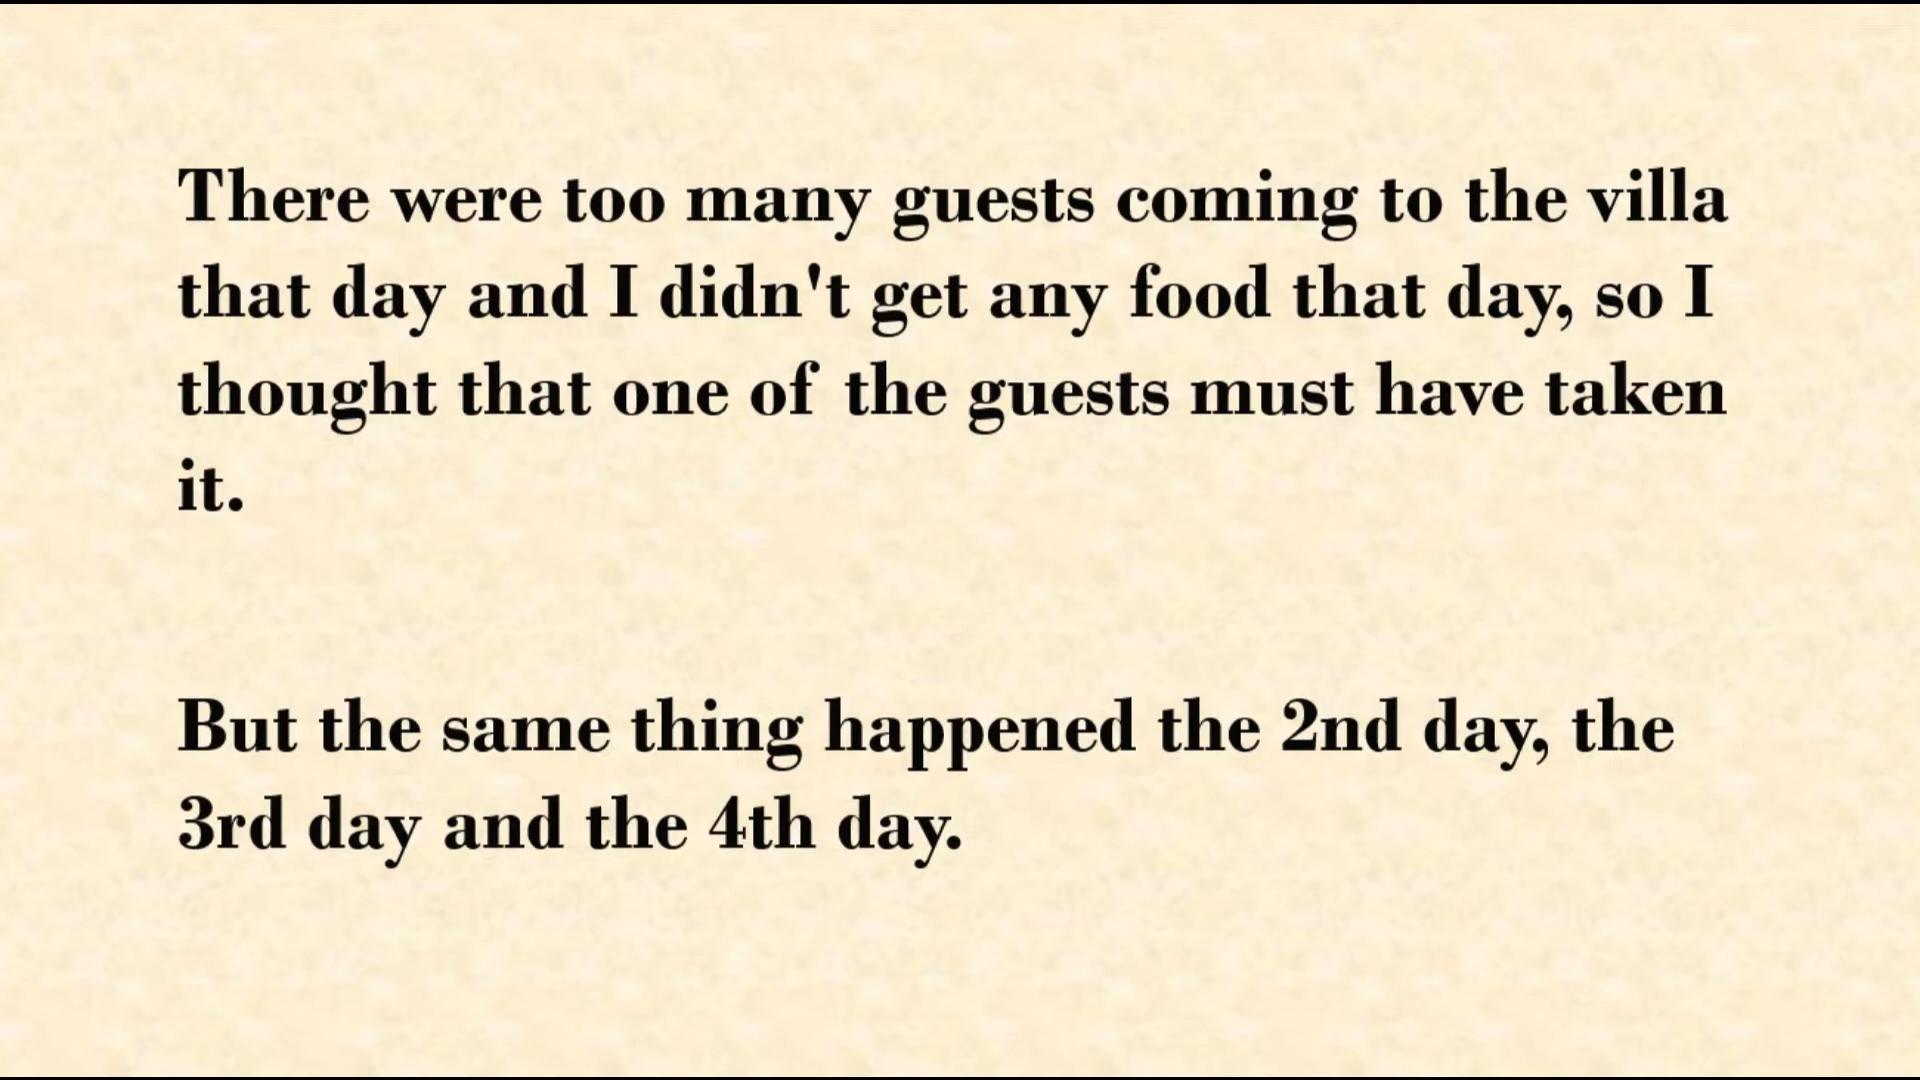 There were too many guests coming to the villa
that day and I didn't get any food that day, so I
thought that one of the guests must have taken
it.
But the same thing happened the 2nd day, the
3rd day and the 4th day.